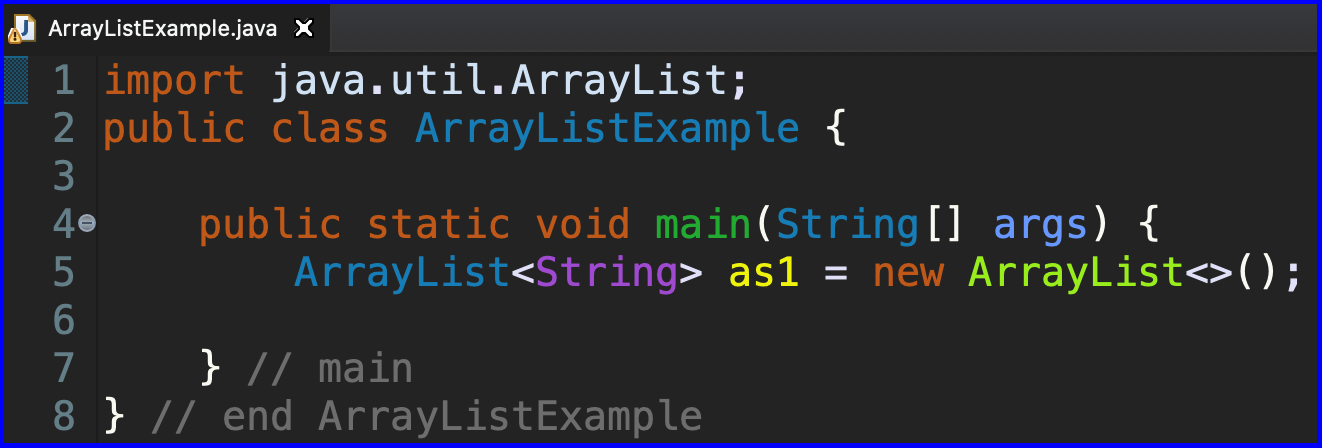 ArrayListExample.java
1 import java.util.ArrayList;
2 public class ArrayListExample {
3
4 public static void main(String[] args) {
5 ArrayList<String> as1 = new ArrayList<>();
6
7 } // main
8 } // end ArrayListExample